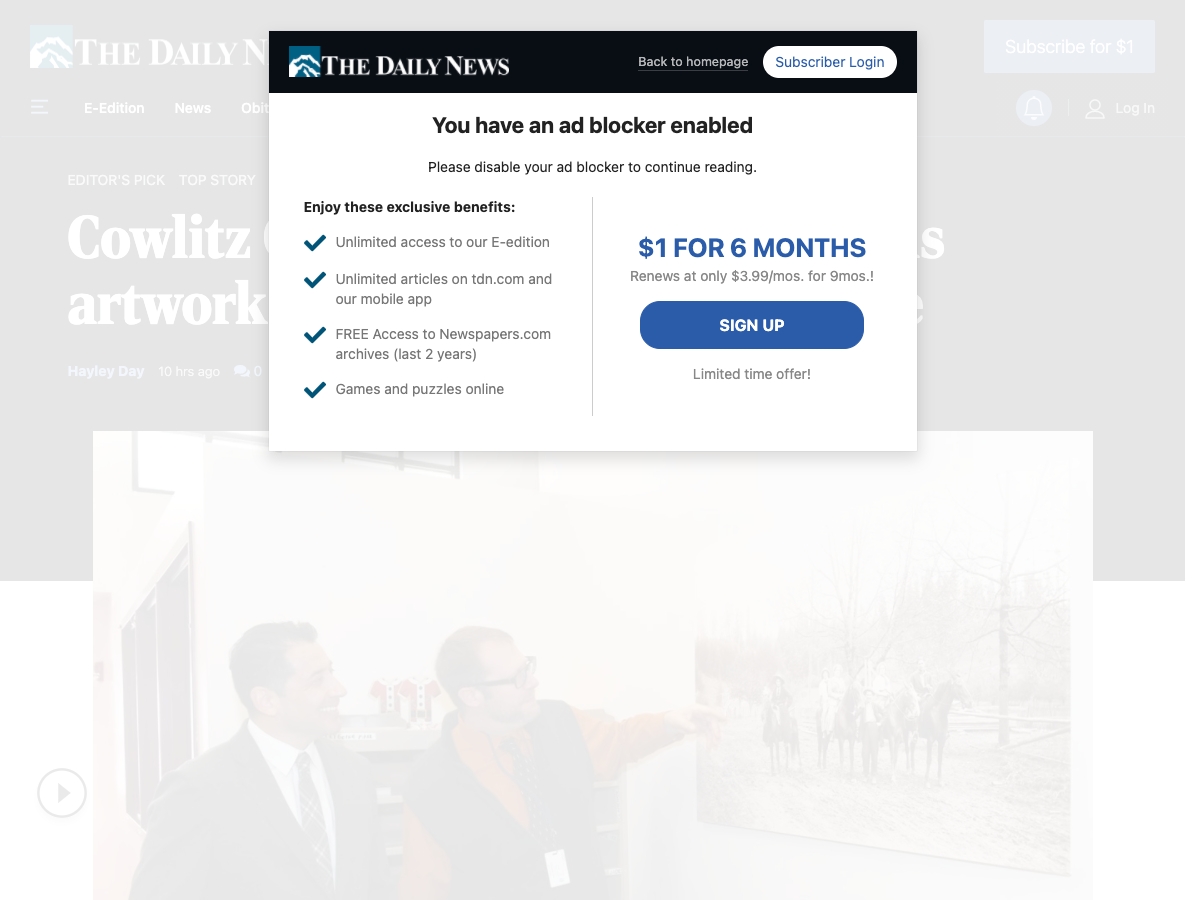 THE DAILY N
Subscribe for $1
THE DAILY NEWS
Back to homepage
Subscriber Login
E-Edition
News
Log In
You have an ad blocker enabled
Please disable your ad blocker to continue reading.
EDITOR'S PICK
TOP STORY
Enjoy these exclusive benefits:
Unlimited access to our E-edition
Unlimited articles on tdn.com and
our mobile app
FREE Access to Newspapers.com
archives (last 2 years)
Games and puzzles online
$1 FOR 6 MONTHS
Renews at only $3.99/mos. for 9mos.!
SIGN UP
Limited time offer!
Cowlitz
artwork
Hayley Day
10 hrs ago
0